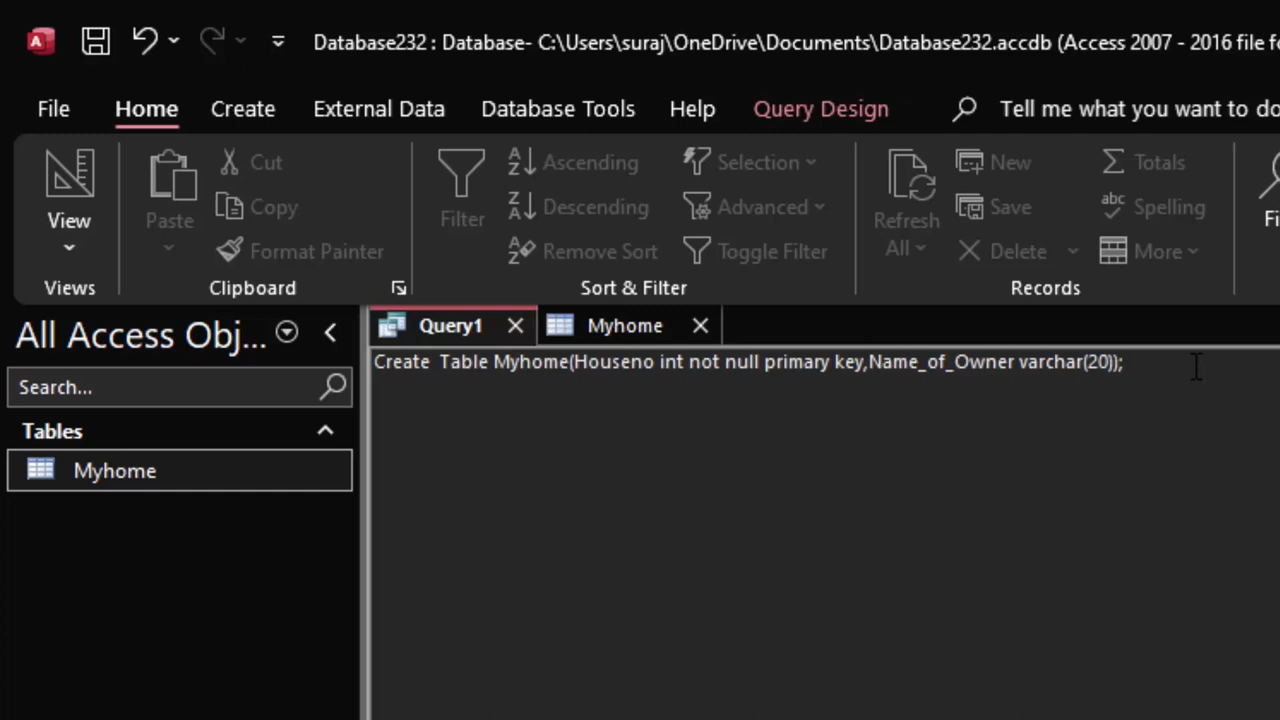 A
Database232 : Database- C:\Users\suraj\OneDrive\Documents\Database232.accdb (Access 2007 - 2016 file fo
File Home Create External Data Database Tools Help Query Design Tell me what you want to do
View
Views
Paste
Cut
Copy
Format Painter
Clipboard
Filter
Ascending
Descending
Remove Sort
Selection
Advanced
Toggle Filter
Sort & Filter
Refresh
All
New
Save
Delete
Totals
Spelling
More
Records
Fi
All Access Obj...
Search...
Tables
Myhome
Query1 Myhome
Create Table Myhome(Houseno int not null primary key,Name_of_Owner varchar(20));